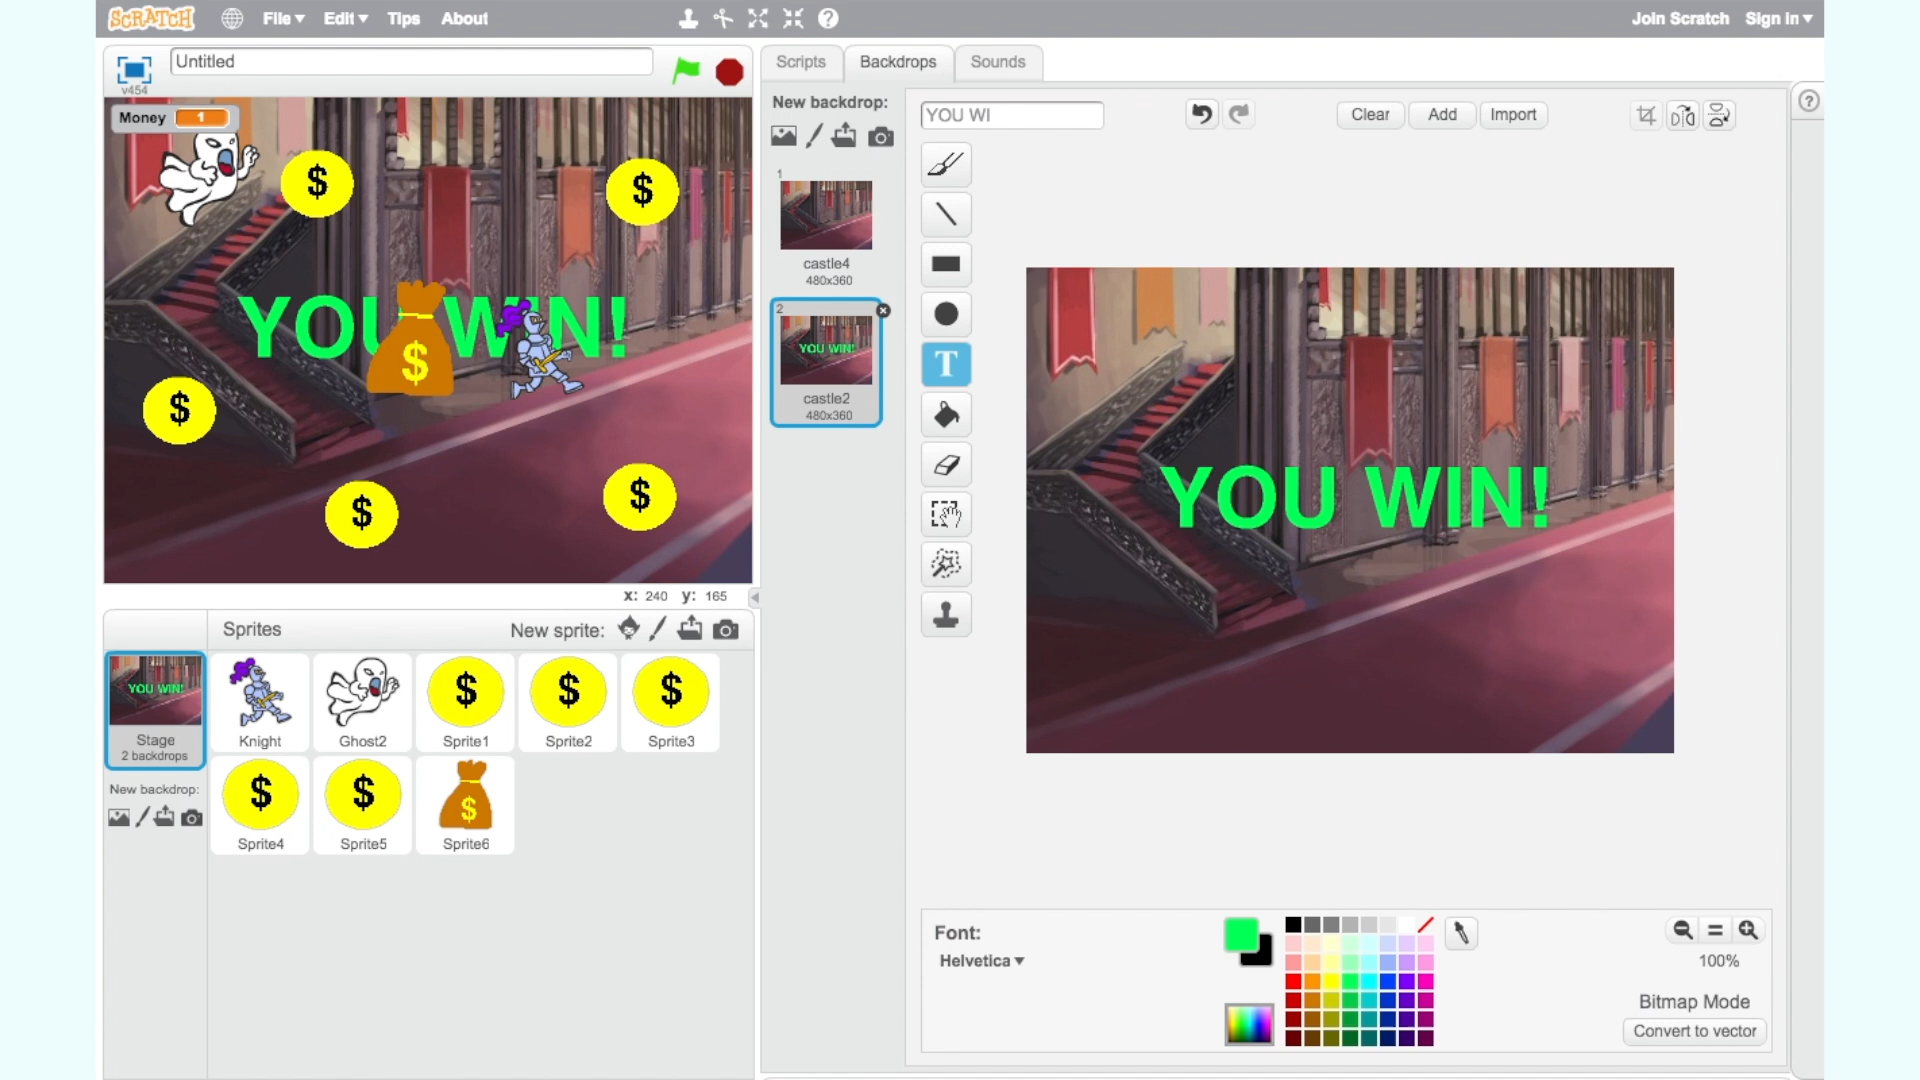 SCRATCH File Edit Tips About Join Scratch Sign in
Untitled
v454
Scripts Backdrops Sounds
Money 1
New backdrop:
YOU WI
Clear Add Import
$ $
1
castle4
480x360
YOU WIN!
$
2
YOU WIN!
castle2
480x360
T
YOU WIN!
$
$ $
x: 240 y: 165
Sprites New sprite:
YOU WIN!
Stage
2 backdrops
New backdrop:
Knight Ghost2
$ $ $
Sprite1 Sprite2 Sprite3
$ $ $
Sprite4 Sprite5 Sprite6
Font:
Helvetica
100%
Bitmap Mode
Convert to vector